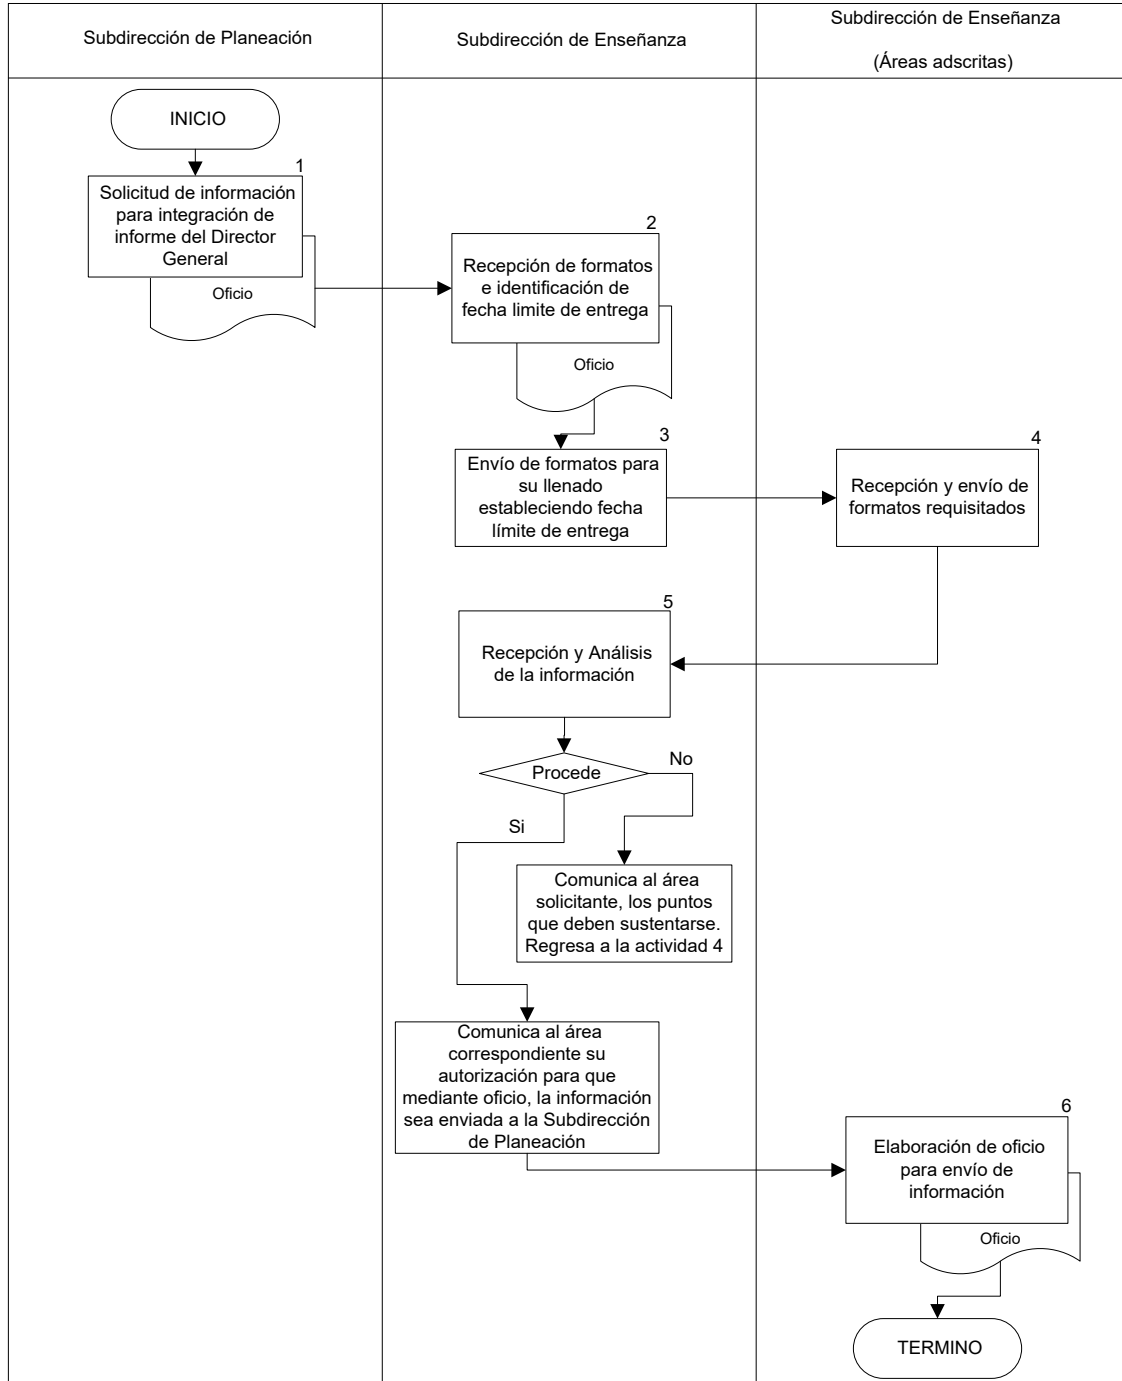 Subdirección de Planeación
Subdirección de Enseñanza
Subdirección de Enseñanza
(Áreas adscritas)
INICIO
1
Solicitud de información
para integración de
informe del Director
General
Oficio
2
Recepción de formatos
e identificación de
fecha limite de entrega
Oficio
3
Envío de formatos para
su llenado
estableciendo fecha
límite de entrega
4
Recepción y envío de
formatos requisitados
5
Recepción y Análisis
de la información
Procede
No
Si
Comunica al área
solicitante, los puntos
que deben sustentarse.
Regresa a la actividad 4
Comunica al área
correspondiente su
autorización para que
mediante oficio, la información
sea enviada a la Subdirección
de Planeación
6
Elaboración de oficio
para envío de
información
Oficio
TERMINO